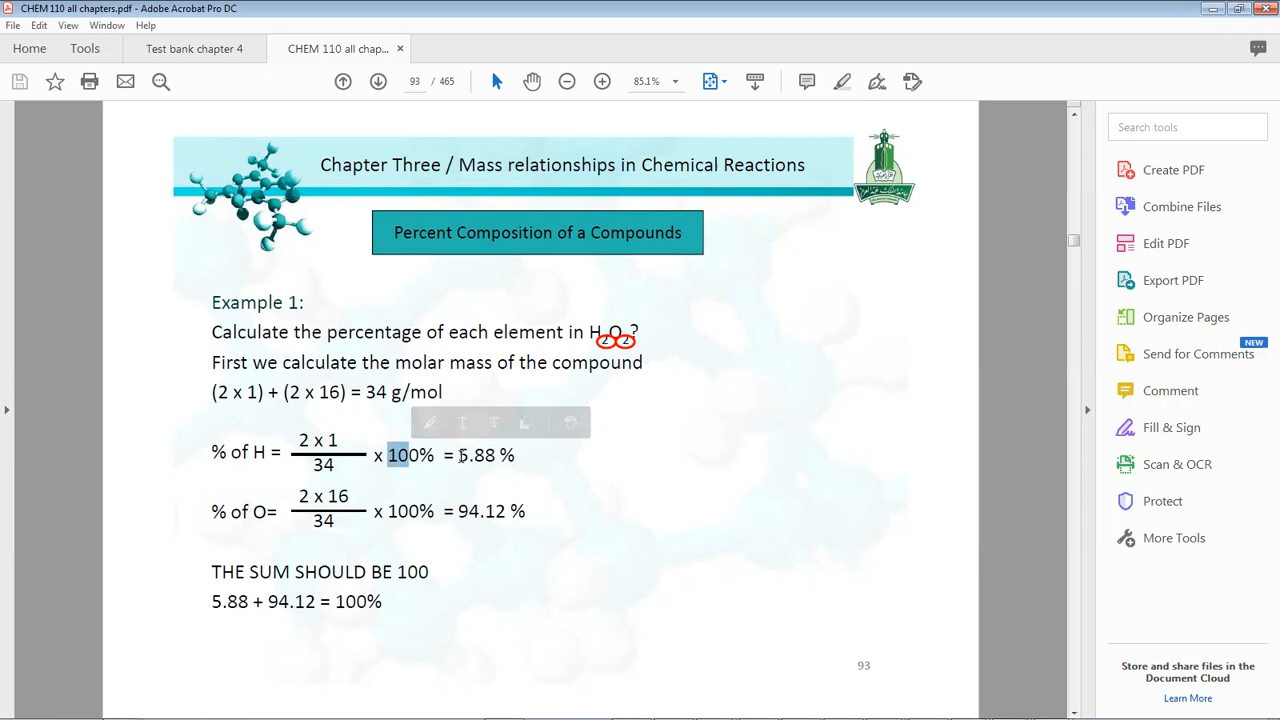 CHEM 110 all chapters.pdf - Adobe Acrobat Pro DC
File Edit View Window Help
Home Tools Test bank chapter 4 CHEM 110 all chap... ×
93 / 465 85.1%
Chapter Three / Mass relationships in Chemical Reactions
Percent Composition of a Compounds
Example 1:
Calculate the percentage of each element in H2O2?
First we calculate the molar mass of the compound
(2 x 1) + (2 x 16) = 34 g/mol
% of H = 2 x 1 / 34 x 100% = 5.88 %
% of O= 2 x 16 / 34 x 100% = 94.12 %
THE SUM SHOULD BE 100
5.88 + 94.12 = 100%
93
Search tools
Create PDF
Combine Files
Edit PDF
Export PDF
Organize Pages
NEW
Send for Comments
Comment
Fill & Sign
Scan & OCR
Protect
More Tools
Store and share files in the
Document Cloud
Learn More